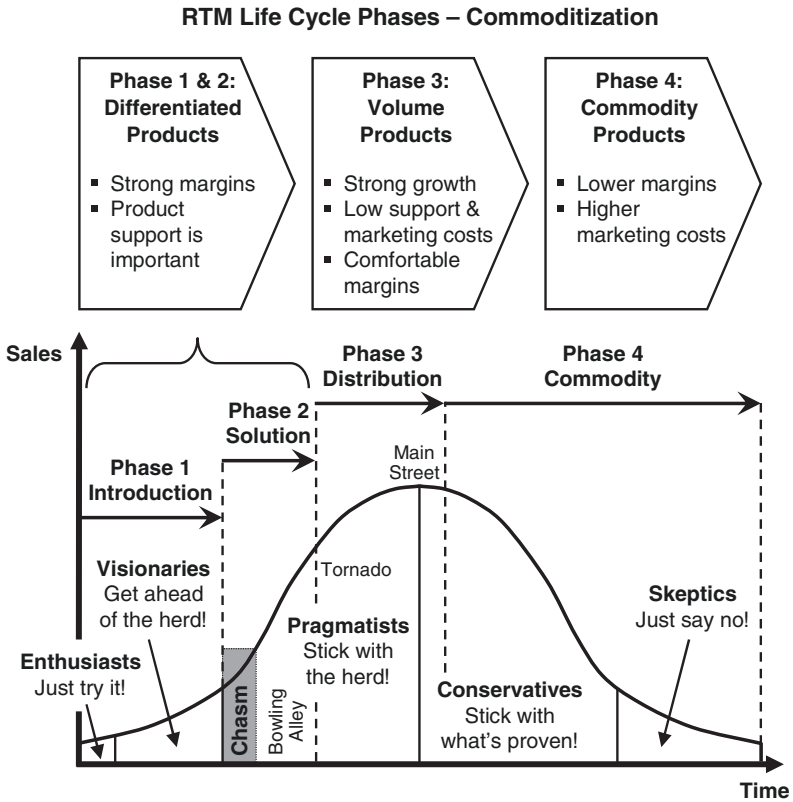 RTM Life Cycle Phases – Commoditization
Phase 1 & 2:
Differentiated
Products
▪ Strong margins
▪ Product
support is
important
Phase 3:
Volume
Products
▪ Strong growth
▪ Low support &
marketing costs
▪ Comfortable
margins
Phase 4:
Commodity
Products
▪ Lower margins
▪ Higher
marketing costs
Sales
Phase 1
Introduction
Phase 2
Solution
Phase 3
Distribution
Phase 4
Commodity
Enthusiasts
Just try it!
Visionaries
Get ahead
of the herd!
Chasm
Bowling
Alley
Tornado
Pragmatists
Stick with
the herd!
Main
Street
Conservatives
Stick with
what's proven!
Skeptics
Just say no!
Time